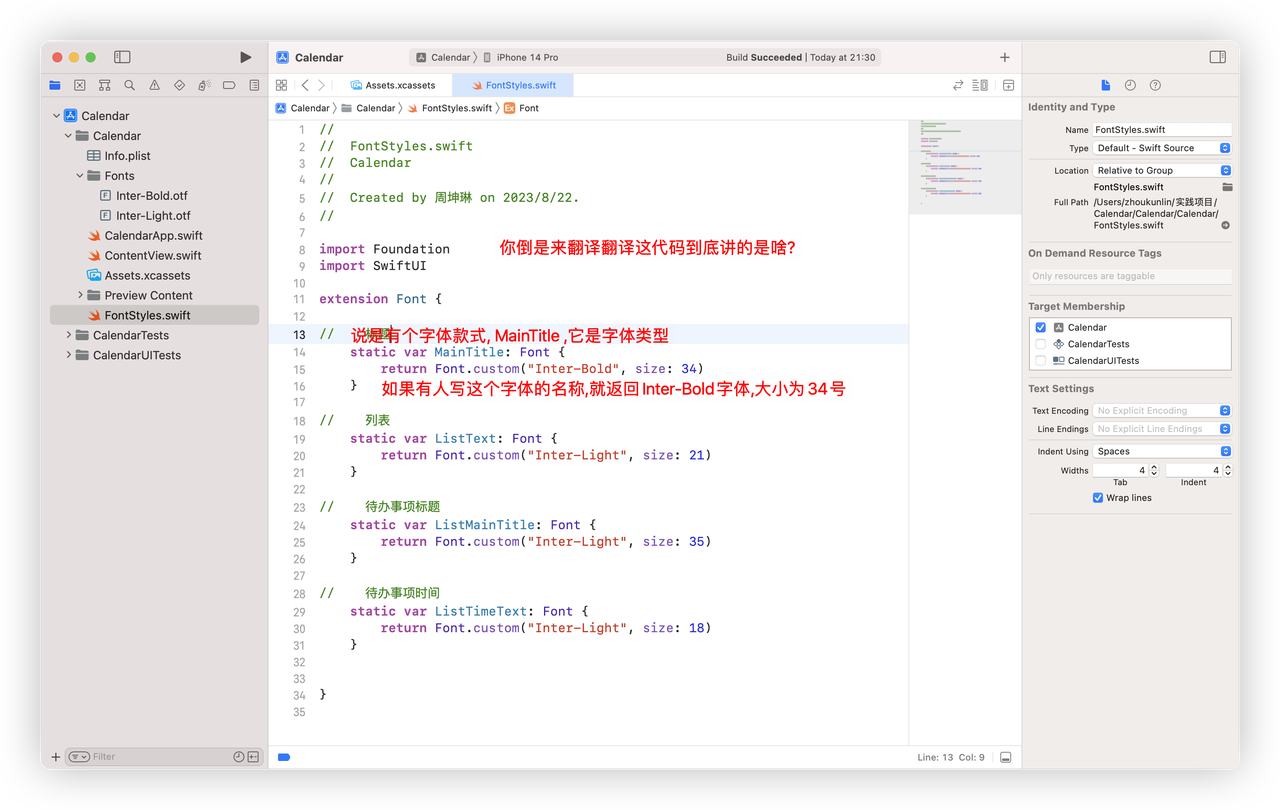 Calendar
Calendar 〉 iPhone 14 Pro
Build Succeeded | Today at 21:30
Assets.xcassets
FontStyles.swift
Calendar 〉 Calendar 〉 FontStyles.swift 〉 Ex Font
Calendar
Calendar
Info.plist
Fonts
Inter-Bold.otf
Inter-Light.otf
CalendarApp.swift
ContentView.swift
Assets.xcassets
Preview Content
FontStyles.swift
CalendarTests
CalendarUITests
Filter
1 //
2 //  FontStyles.swift
3 //  Calendar
4 //
5 //  Created by 周坤琳 on 2023/8/22.
6 //
7
8 import Foundation
你倒是来翻译翻译这代码到底讲的是啥?
9 import SwiftUI
10
11 extension Font {
12
13 //
说是有个字体款式, MainTitle ,它是字体类型
14     static var MainTitle: Font {
15         return Font.custom("Inter-Bold", size: 34)
16     }
如果有人写这个字体的名称,就返回 Inter-Bold 字体,大小为 34 号
17
18 //    列表
19     static var ListText: Font {
20         return Font.custom("Inter-Light", size: 21)
21     }
22
23 //    待办事项标题
24     static var ListMainTitle: Font {
25         return Font.custom("Inter-Light", size: 35)
26     }
27
28 //    待办事项时间
29     static var ListTimeText: Font {
30         return Font.custom("Inter-Light", size: 18)
31     }
32
33
34 }
35
Line: 13 Col: 9
Identity and Type
Name FontStyles.swift
Type Default - Swift Source
Location Relative to Group
FontStyles.swift
Full Path /Users/zhoukunlin/实践项目/
Calendar/Calendar/Calendar/
FontStyles.swift
On Demand Resource Tags
Only resources are taggable
Target Membership
Calendar
CalendarTests
CalendarUITests
Text Settings
Text Encoding No Explicit Encoding
Line Endings No Explicit Line Endings
Indent Using Spaces
Widths 4 4
Tab Indent
Wrap lines